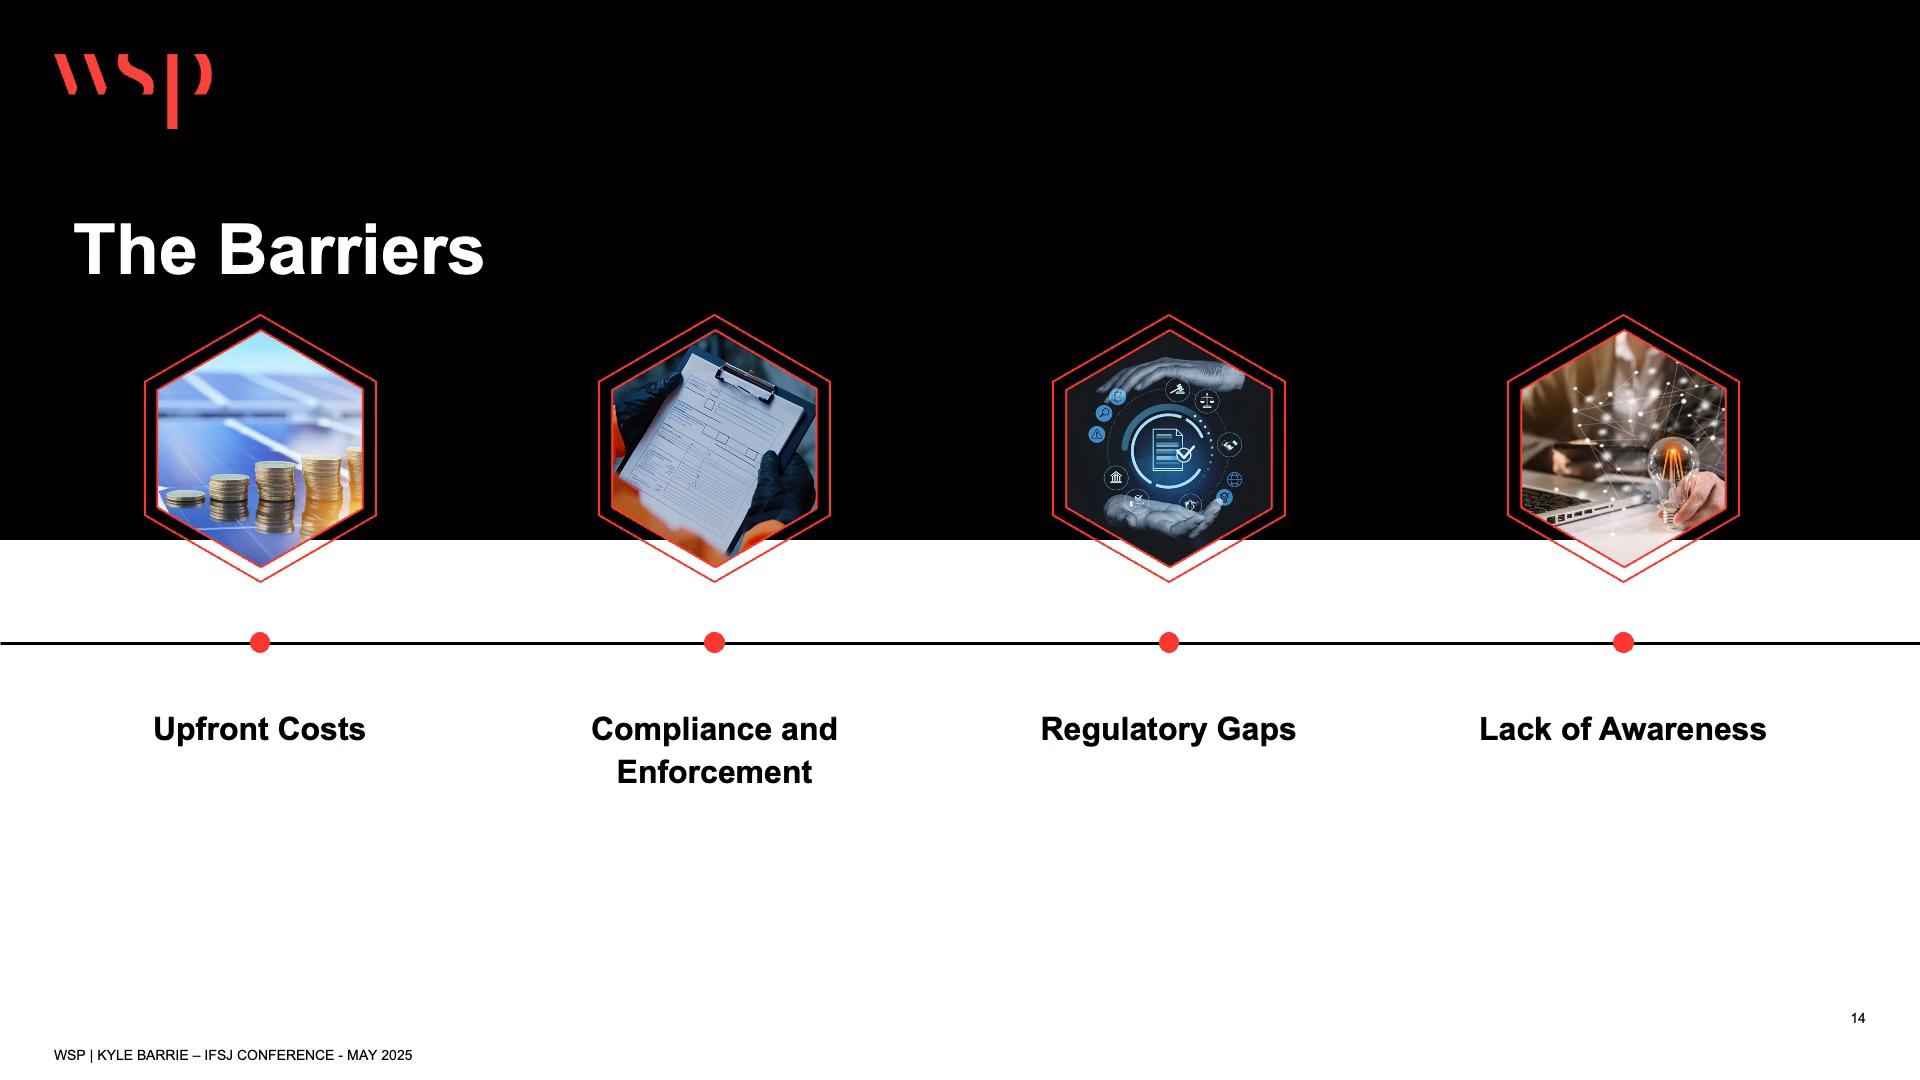 wsp
The Barriers
Upfront Costs
Compliance and
Enforcement
Regulatory Gaps
Lack of Awareness
14
WSP | KYLE BARRIE – IFSJ CONFERENCE - MAY 2025